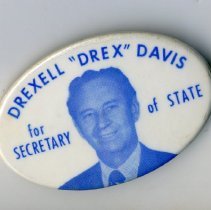 DREXELL "DREX" DAVIS
for
SECRETARY
of STATE